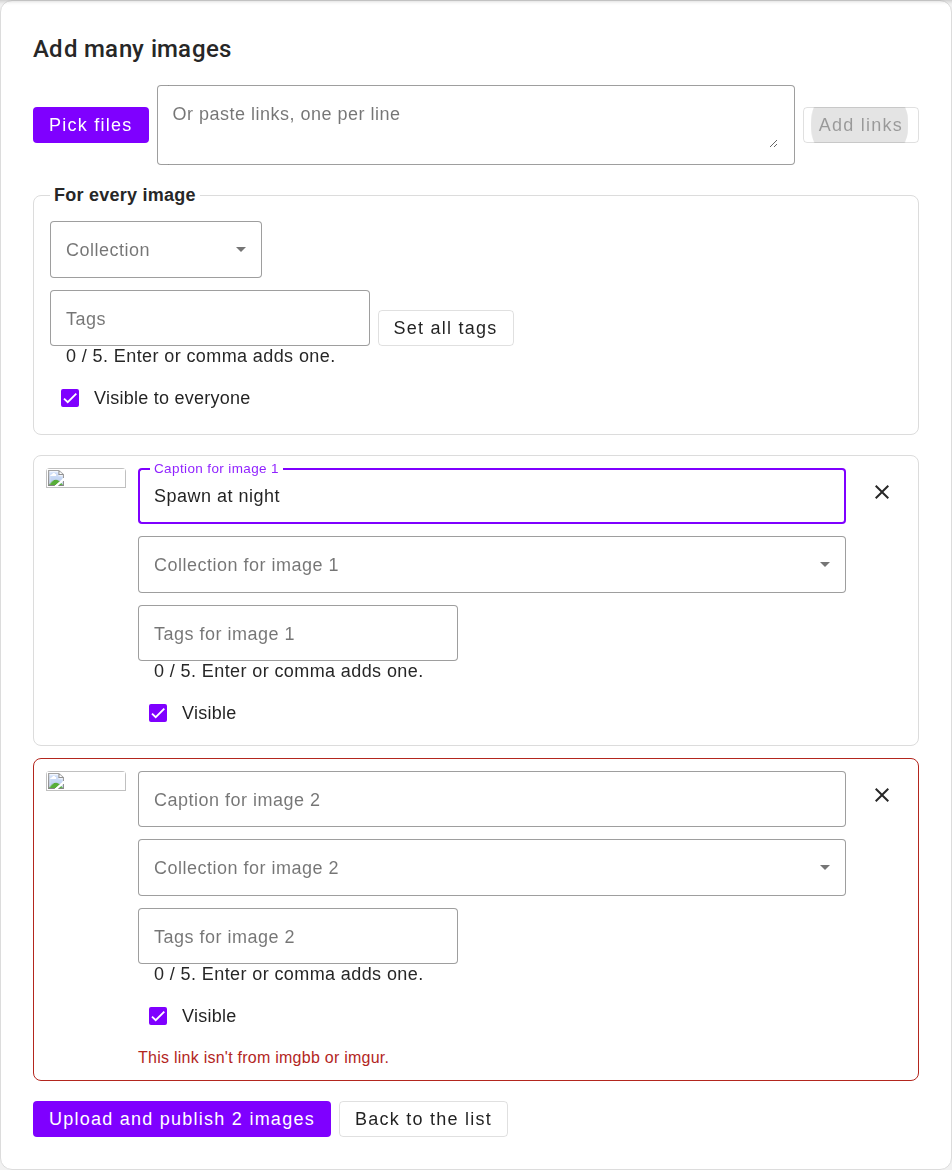 Add many images
Pick files
Or paste links, one per line
Add links
For every image
Collection
Tags
Set all tags
0 / 5. Enter or comma adds one.
Visible to everyone
Caption for image 1
Spawn at night
Collection for image 1
Tags for image 1
0 / 5. Enter or comma adds one.
Visible
Caption for image 2
Collection for image 2
Tags for image 2
0 / 5. Enter or comma adds one.
Visible
This link isn't from imgbb or imgur.
Upload and publish 2 images
Back to the list